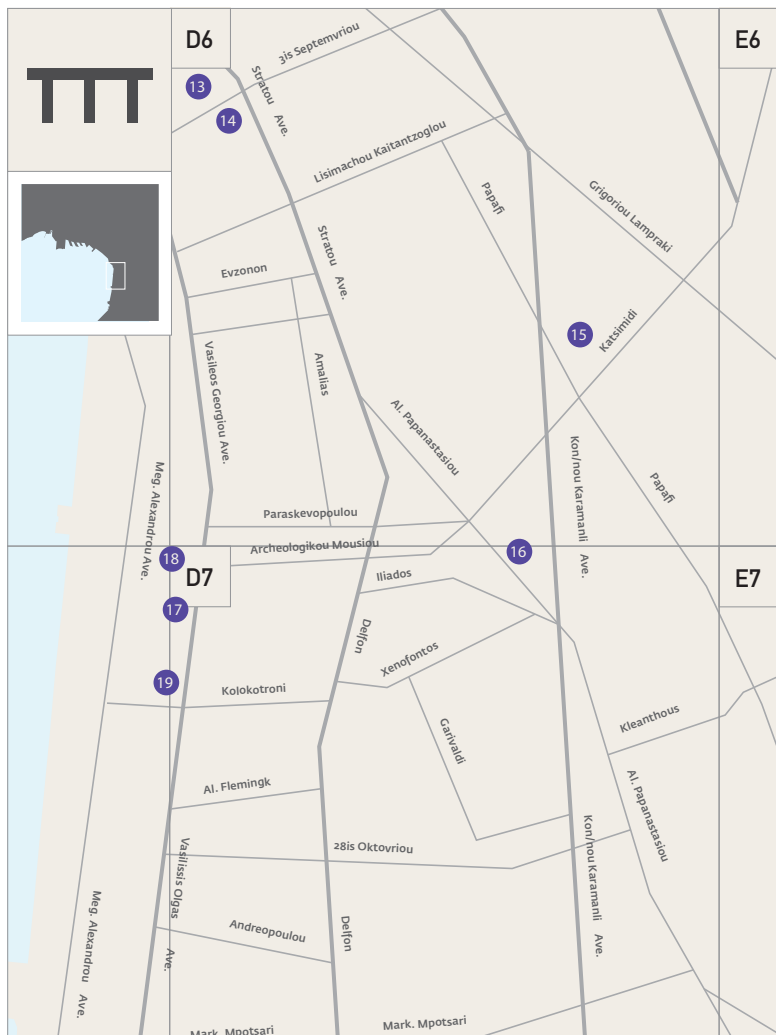 D6
E6
3is Septemvriou
13
Stratou Ave.
14
Lisimachou Kaitantzoglou
Papafi
Grigoriou Lampraki
Stratou Ave.
Evzonon
15
Katsimidi
Vasileos Georgiou Ave.
Amalias
Al. Papanastasiou
Kon/nou Karamanli Ave.
Papafi
Meg. Alexandrou Ave.
Paraskevopoulou
Archeologikou Mousiou
16
18
D7
E7
Iliados
17
Delfon
Xenofontos
19
Kolokotroni
Garivaldi
Kleanthous
Al. Flemingk
Al. Papanastasiou
Vasilissis Olgas Ave.
28is Oktovriou
Kon/nou Karamanli Ave.
Meg. Alexandrou Ave.
Andreopoulou
Delfon
Mark. Mpotsari
Mark. Mpotsari